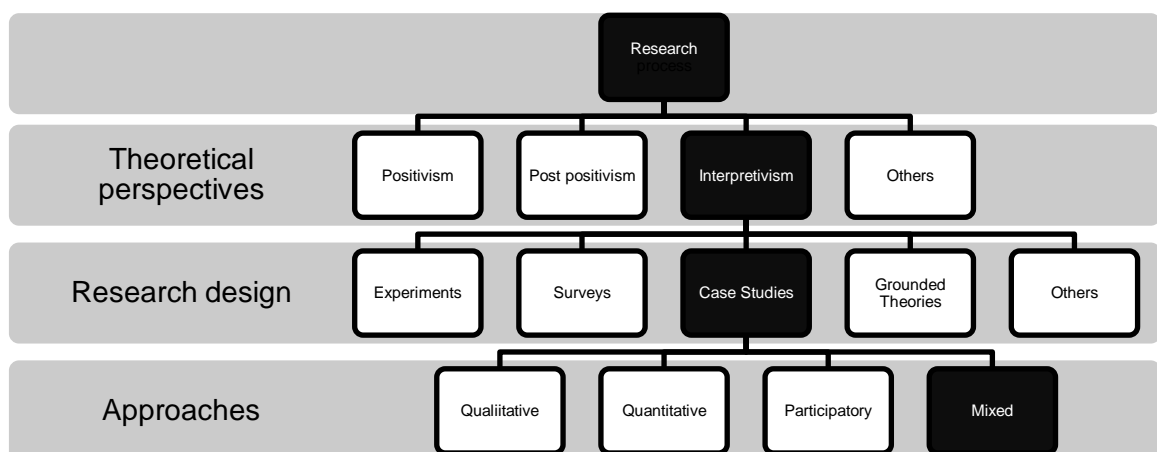 Research
process
Theoretical
perspectives
Positivism
Post positivism
Interpretivism
Others
Research design
Experiments
Surveys
Case Studies
Grounded
Theories
Others
Approaches
Qualiitative
Quantitative
Participatory
Mixed